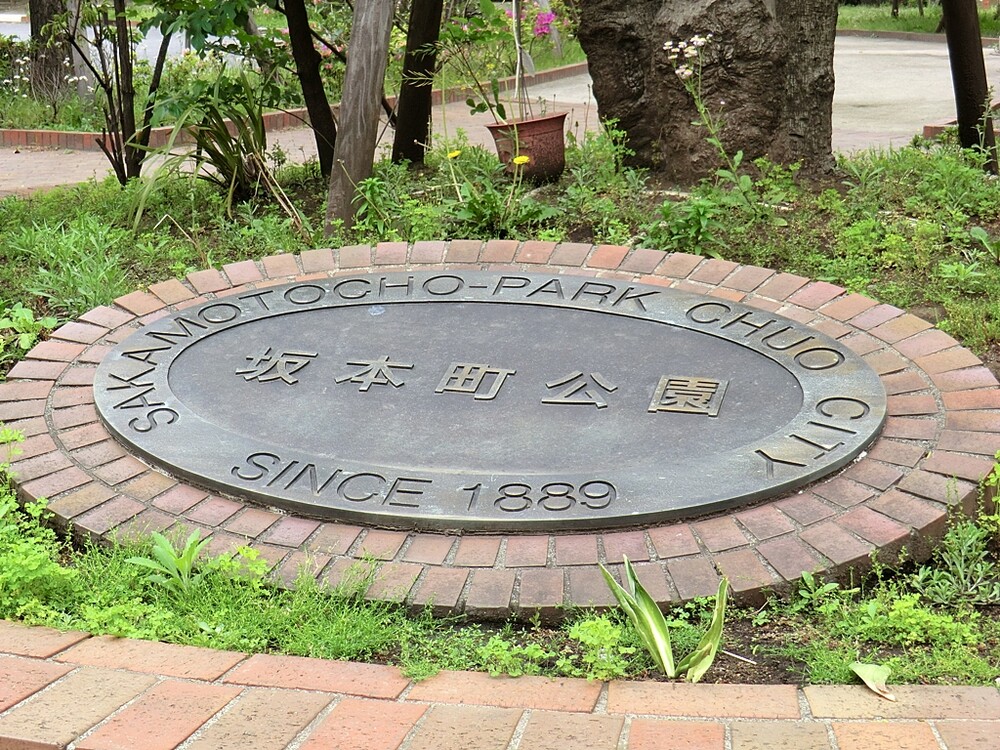 SAKAMOTOCHO-PARK CHUO CITY
坂本町公園
SINCE 1889